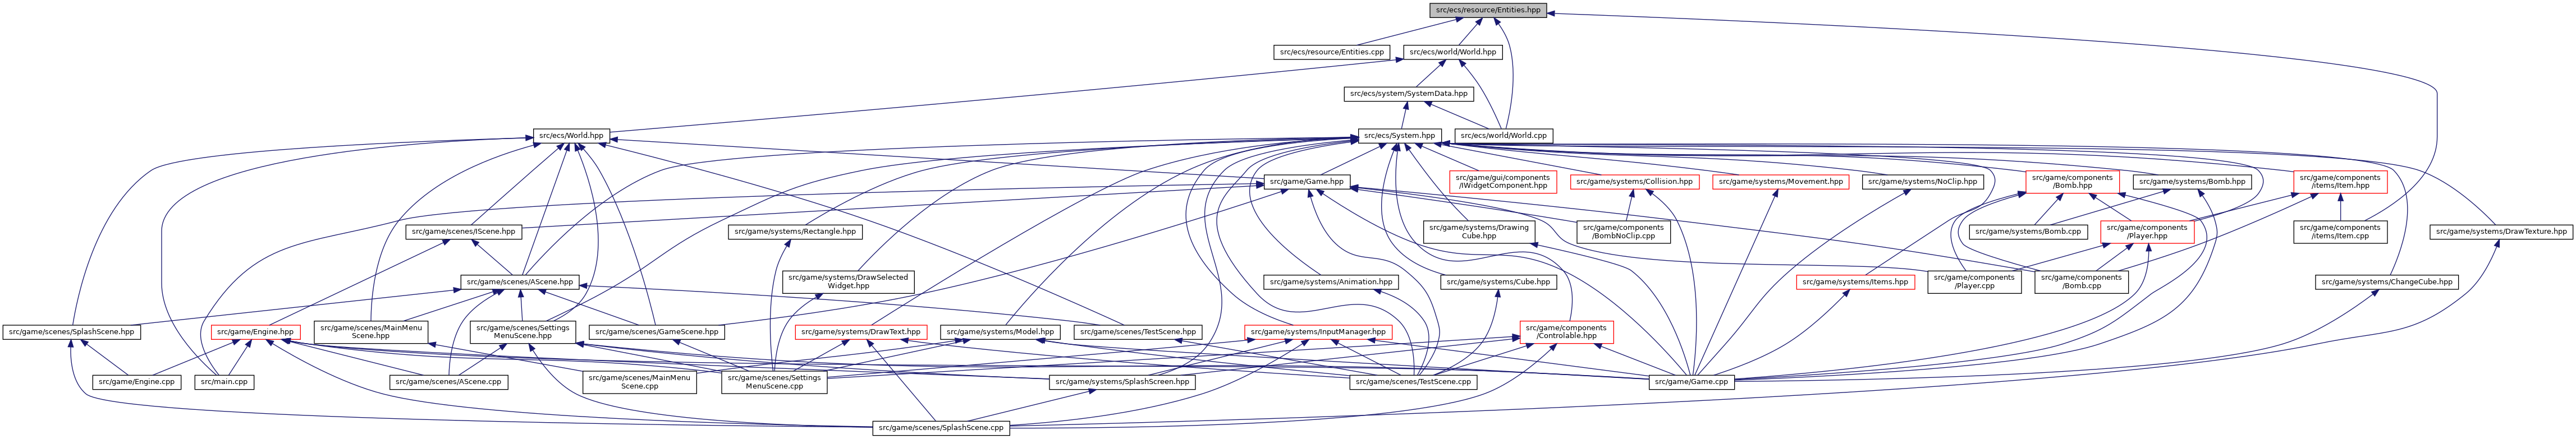 src/ecs/resource/Entities.hpp
src/ecs/resource/Entities.cpp
src/ecs/world/World.hpp
src/ecs/system/SystemData.hpp
src/ecs/World.hpp
src/ecs/System.hpp
src/ecs/world/World.cpp
src/game/Game.hpp
src/game/gui/components
/IWidgetComponent.hpp
src/game/systems/Collision.hpp
src/game/systems/Movement.hpp
src/game/systems/NoClip.hpp
src/game/components
/Bomb.hpp
src/game/systems/Bomb.hpp
src/game/components
/items/Item.hpp
src/game/scenes/IScene.hpp
src/game/systems/Rectangle.hpp
src/game/systems/Drawing
Cube.hpp
src/game/components
/BombNoClip.cpp
src/game/systems/Bomb.cpp
src/game/components
/Player.hpp
src/game/components
/items/Item.cpp
src/game/systems/DrawTexture.hpp
src/game/scenes/AScene.hpp
src/game/systems/DrawSelected
Widget.hpp
src/game/systems/Animation.hpp
src/game/systems/Cube.hpp
src/game/systems/Items.hpp
src/game/components
/Player.cpp
src/game/components
/Bomb.cpp
src/game/systems/ChangeCube.hpp
src/game/scenes/SplashScene.hpp
src/game/Engine.hpp
src/game/scenes/MainMenu
Scene.hpp
src/game/scenes/Settings
MenuScene.hpp
src/game/scenes/GameScene.hpp
src/game/systems/DrawText.hpp
src/game/systems/Model.hpp
src/game/scenes/TestScene.hpp
src/game/systems/InputManager.hpp
src/game/components
/Controlable.hpp
src/game/Engine.cpp
src/main.cpp
src/game/scenes/AScene.cpp
src/game/scenes/MainMenu
Scene.cpp
src/game/scenes/Settings
MenuScene.cpp
src/game/systems/SplashScreen.hpp
src/game/scenes/TestScene.cpp
src/game/Game.cpp
src/game/scenes/SplashScene.cpp